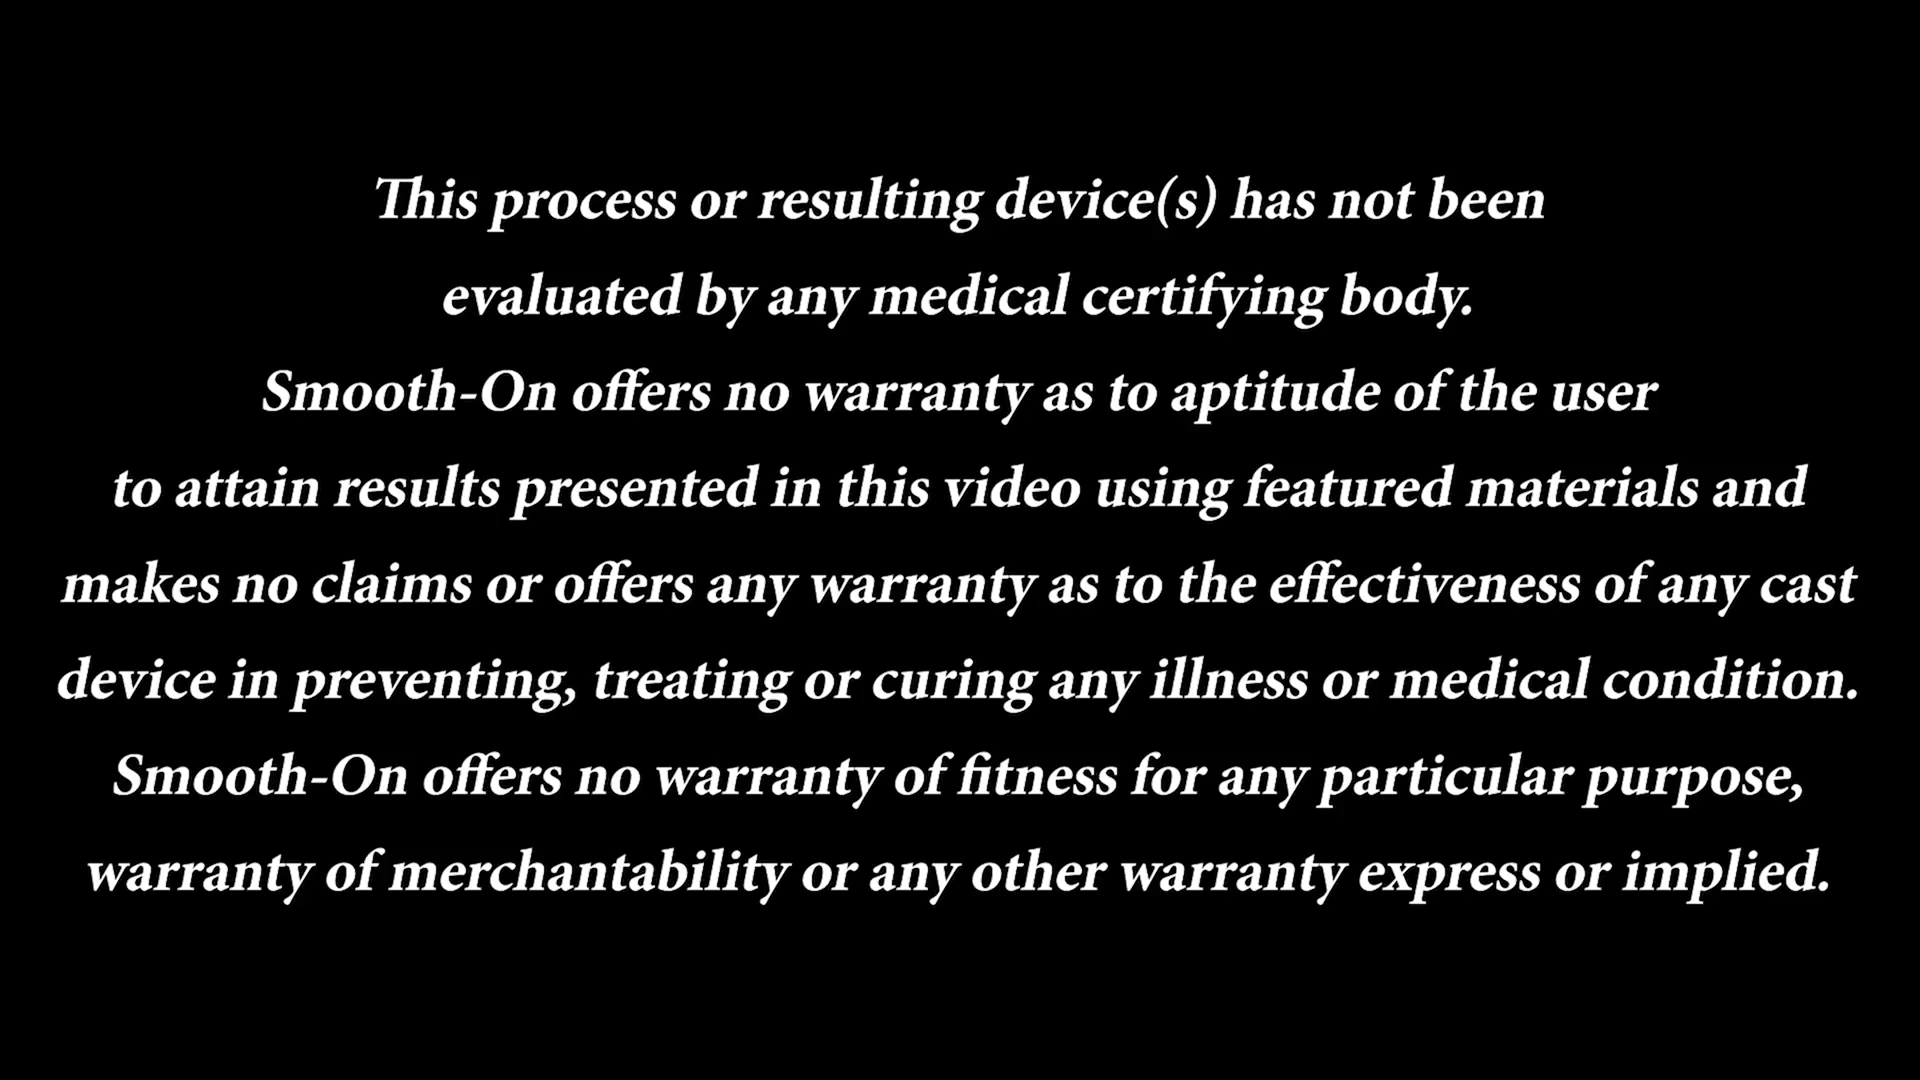 This process or resulting device(s) has not been
evaluated by any medical certifying body.
Smooth-On offers no warranty as to aptitude of the user
to attain results presented in this video using featured materials and
makes no claims or offers any warranty as to the effectiveness of any cast
device in preventing, treating or curing any illness or medical condition.
Smooth-On offers no warranty of fitness for any particular purpose,
warranty of merchantability or any other warranty express or implied.